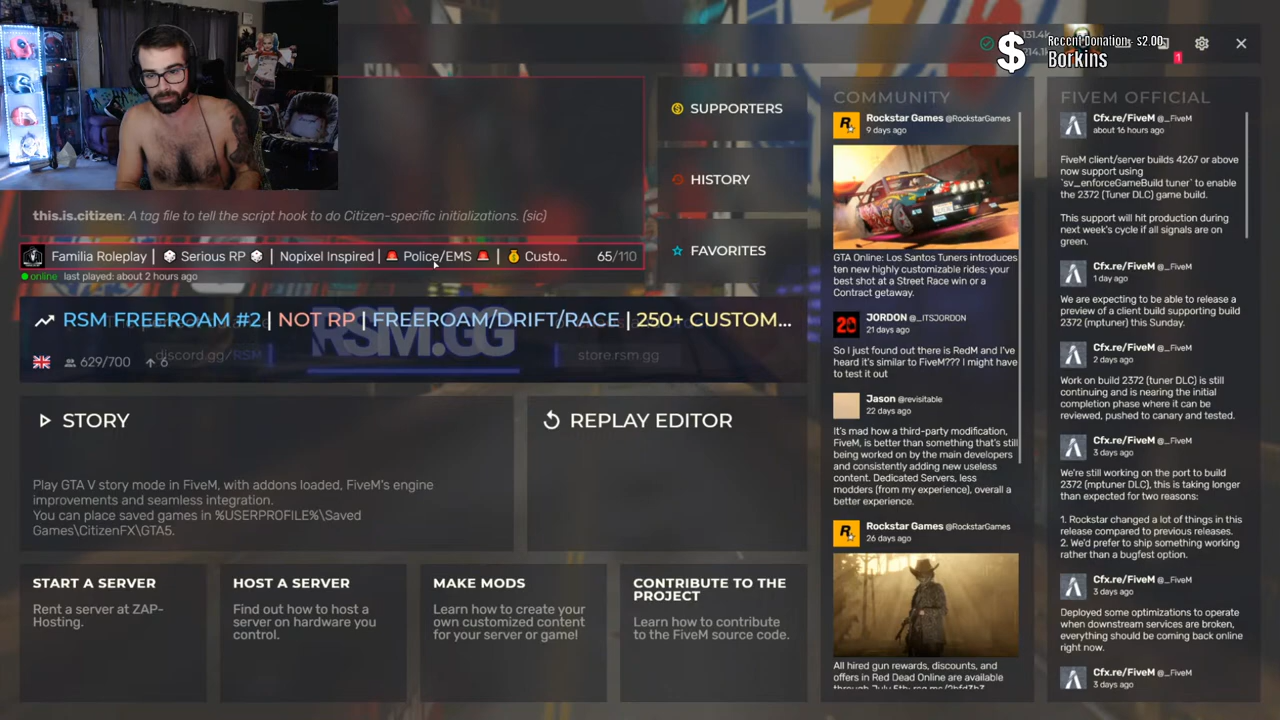 Recent Donation: $2.00
Borkins
131.4k
1
this.is.citizen: A tag file to tell the script hook to do Citizen-specific initializations. (sic)
Familia Roleplay | Serious RP | Nopixel Inspired | Police/EMS | Custo... 65/110
online last played: about 2 hours ago
RSM FREEROAM #2 | NOT RP | FREEROAM/DRIFT/RACE | 250+ CUSTOM...
discord.gg/RSM
RSM.GG
store.rsm.gg
629/700 6
STORY
Play GTA V story mode in FiveM, with addons loaded, FiveM's engine
improvements and seamless integration.
You can place saved games in %USERPROFILE%\Saved
Games\CitizenFX\GTA5.
REPLAY EDITOR
START A SERVER
Rent a server at ZAP-
Hosting.
HOST A SERVER
Find out how to host a
server on hardware you
control.
MAKE MODS
Learn how to create your
own customized content
for your server or game!
CONTRIBUTE TO THE
PROJECT
Learn how to contribute
to the FiveM source code.
SUPPORTERS
HISTORY
FAVORITES
COMMUNITY
Rockstar Games @RockstarGames
9 days ago
GTA Online: Los Santos Tuners introduces
ten new highly customizable rides: your
best shot at a Street Race win or a
Contract getaway.
20
JORDON @_ITSJORDON
21 days ago
So I just found out there is RedM and I've
heard it's similar to FiveM??? I might have
to test it out
Jason @revisitable
22 days ago
It's mad how a third-party modification,
FiveM, is better than something that's still
being worked on by the main developers
and consistently adding new useless
content. Dedicated Servers, less
modders (from my experience), overall a
better experience.
Rockstar Games @RockstarGames
26 days ago
All hired gun rewards, discounts, and
offers in Red Dead Online are available
FIVEM OFFICIAL
Cfx.re/FiveM @_FiveM
about 16 hours ago
FiveM client/server builds 4267 or above
now support using
`sv_enforceGameBuild tuner` to enable
the 2372 (Tuner DLC) game build.
This support will hit production during
next week's cycle if all signals are on
green.
Cfx.re/FiveM @_FiveM
1 day ago
We are expecting to be able to release a
preview of a client build supporting build
2372 (mptuner) this Sunday.
Cfx.re/FiveM @_FiveM
2 days ago
Work on build 2372 (tuner DLC) is still
continuing and is nearing the initial
completion phase where it can be
reviewed, pushed to canary and tested.
Cfx.re/FiveM @_FiveM
3 days ago
We're still working on the port to build
2372 (mptuner DLC), this is taking longer
than expected for two reasons:
1. Rockstar changed a lot of things in this
release compared to previous releases.
2. We'd prefer to ship something working
rather than a bugfest option.
Cfx.re/FiveM @_FiveM
3 days ago
Deployed some optimizations to operate
when downstream services are broken,
everything should be coming back online
right now.
Cfx.re/FiveM @_FiveM
3 days ago